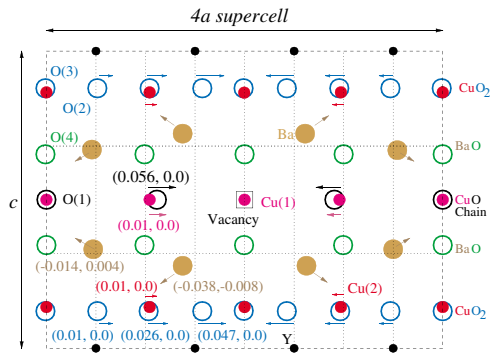 4a supercell
O(3)
CuO2
O(2)
Ba
O(4)
BaO
(0.056, 0.0)
c
O(1)
Cu(1)
CuO
Chain
Vacancy
(0.01, 0.0)
BaO
(-0.014, 0.004)
(0.01, 0.0)
(-0.038,-0.008)
Cu(2)
CuO2
(0.01, 0.0)
(0.026, 0.0)
(0.047, 0.0)
Y